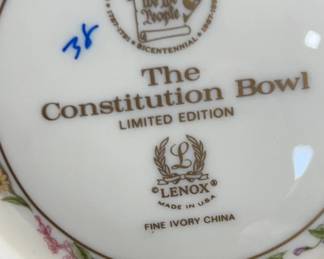 We the
People
BICENTENNIAL
38
The
Constitution Bowl
LIMITED EDITION
L
© LENOX®
MADE IN U.S.A.
FINE IVORY CHINA